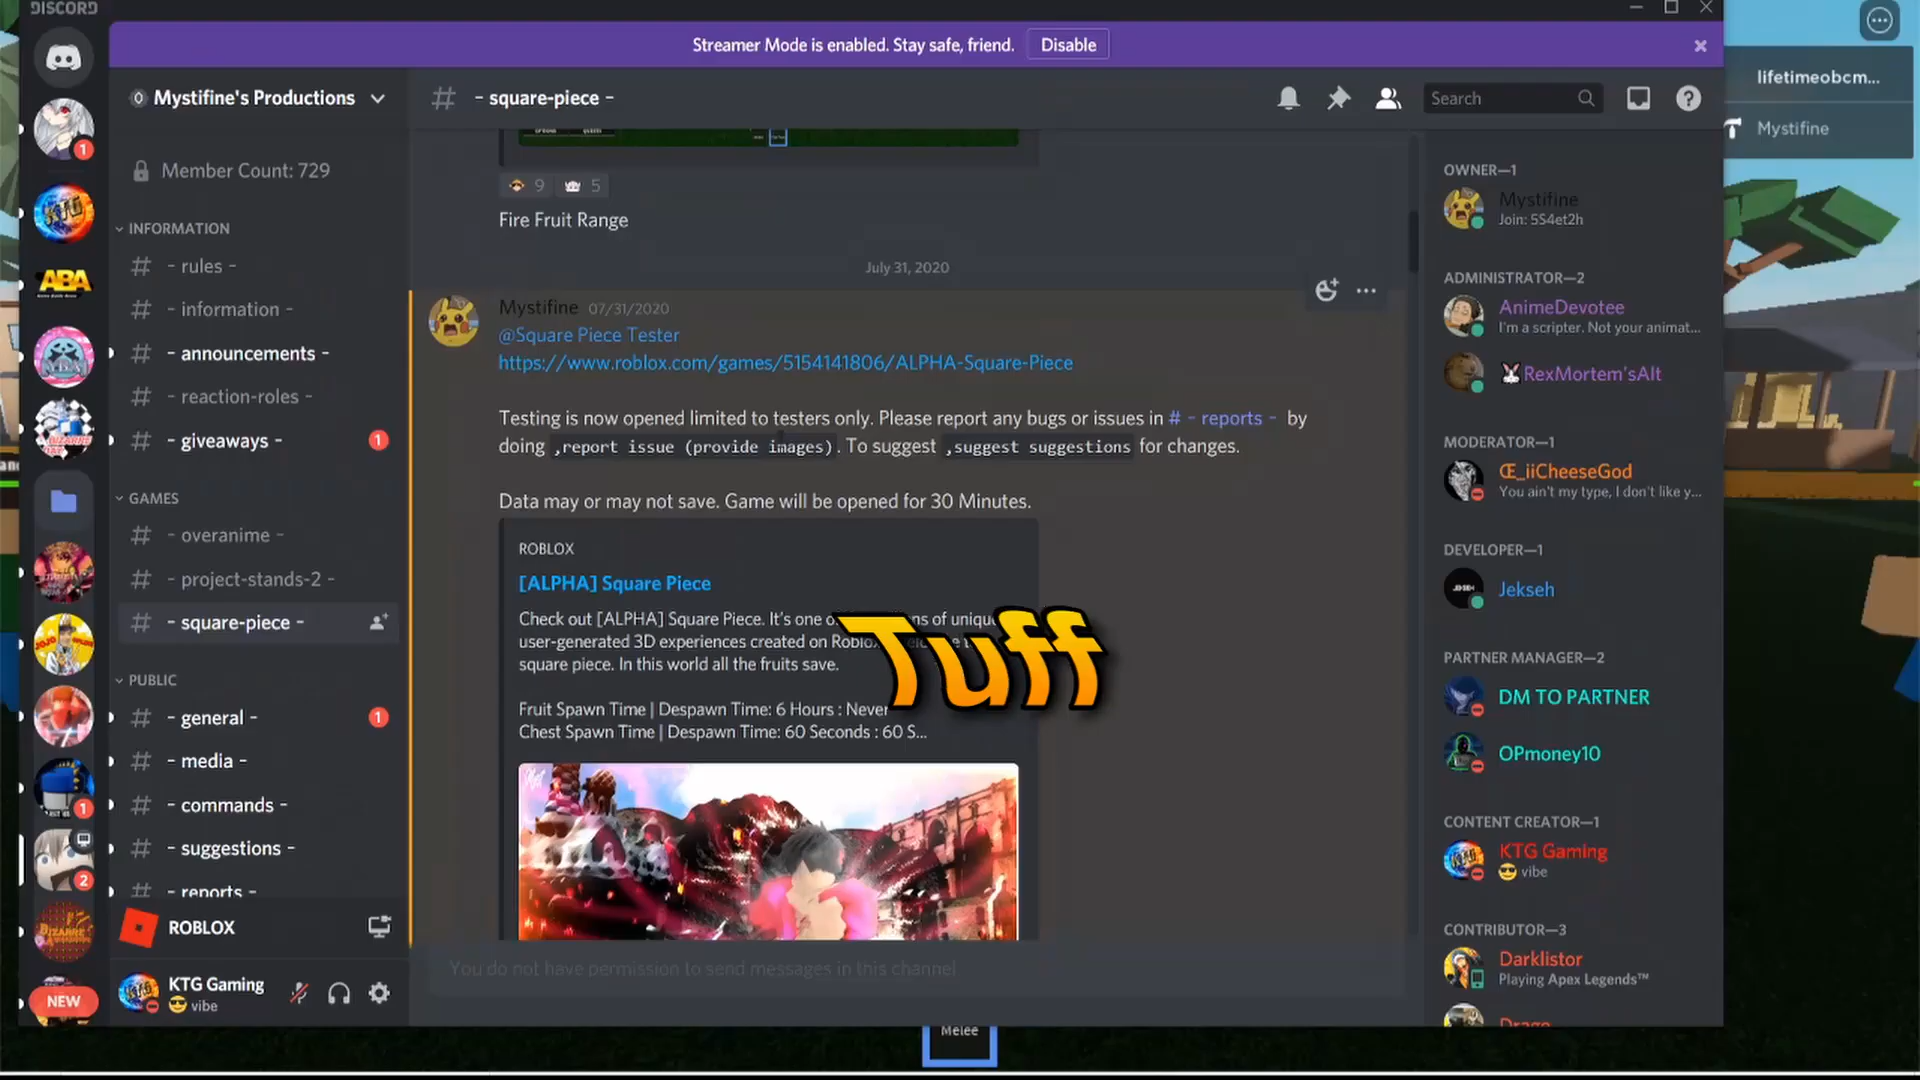 DISCORD
Streamer Mode is enabled. Stay safe, friend.
Disable
Mystifine's Productions
Member Count: 729
INFORMATION
# - rules -
# - information -
# - announcements -
# - reaction-roles -
# - giveaways - 1
GAMES
# - overanime -
# - project-stands-2 -
# - square-piece -
PUBLIC
# - general - 1
# - media -
# - commands -
# - suggestions -
# - reports -
ROBLOX
KTG Gaming
vibe
1
ABA
1
2
NEW
# - square-piece -
Search
9 5
Fire Fruit Range
July 31, 2020
Mystifine 07/31/2020
@Square Piece Tester
https://www.roblox.com/games/5154141806/ALPHA-Square-Piece
Testing is now opened limited to testers only. Please report any bugs or issues in # - reports - by
doing ,report issue (provide images). To suggest ,suggest suggestions for changes.
Data may or may not save. Game will be opened for 30 Minutes.
ROBLOX
[ALPHA] Square Piece
Check out [ALPHA] Square Piece. It's one of
user-generated 3D experiences created on Roblox
square piece. In this world all the fruits save.
Fruit Spawn Time | Despawn Time: 6 Hours : Never
Chest Spawn Time | Despawn Time: 60 Seconds : 60 S...
Tuff
You do not have permission to send messages in this channel
OWNER—1
Mystifine
Join: 5S4et2h
ADMINISTRATOR—2
AnimeDevotee
I'm a scripter. Not your animat...
RexMortem'sAlt
MODERATOR—1
Œ_iiCheeseGod
You ain't my type, I don't like y...
DEVELOPER—1
Jekseh
PARTNER MANAGER—2
DM TO PARTNER
OPmoney10
CONTENT CREATOR—1
KTG Gaming
vibe
CONTRIBUTOR—3
Darklistor
Playing Apex Legends™
Drago
lifetimeobcm...
Mystifine
Melee